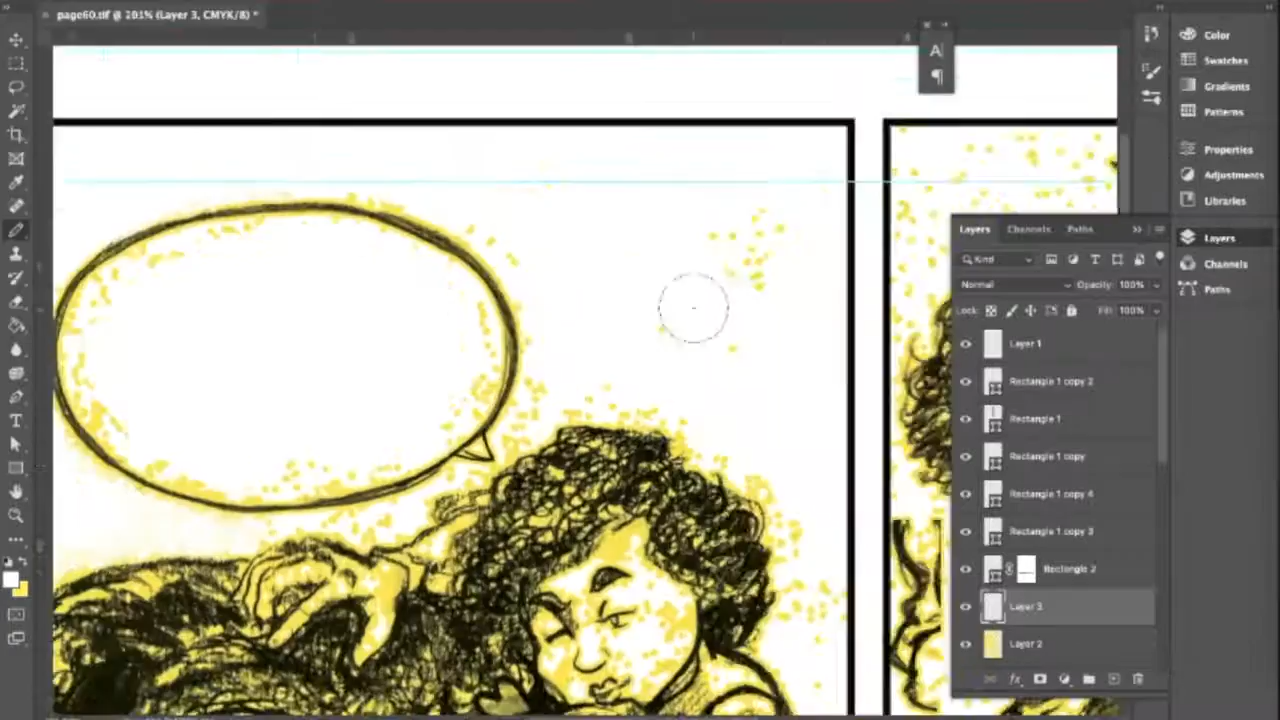 page60.tif @ 201% (Layer 3, CMYK/8) *
Color
Swatches
Gradients
Patterns
Properties
Adjustments
Libraries
Layers
Channels
Paths
Layers Channels Paths
Kind
Normal Opacity: 100%
Lock: Fill: 100%
Layer 1
Rectangle 1 copy 2
Rectangle 1
Rectangle 1 copy
Rectangle 1 copy 4
Rectangle 1 copy 3
Rectangle 2
Layer 3
Layer 2